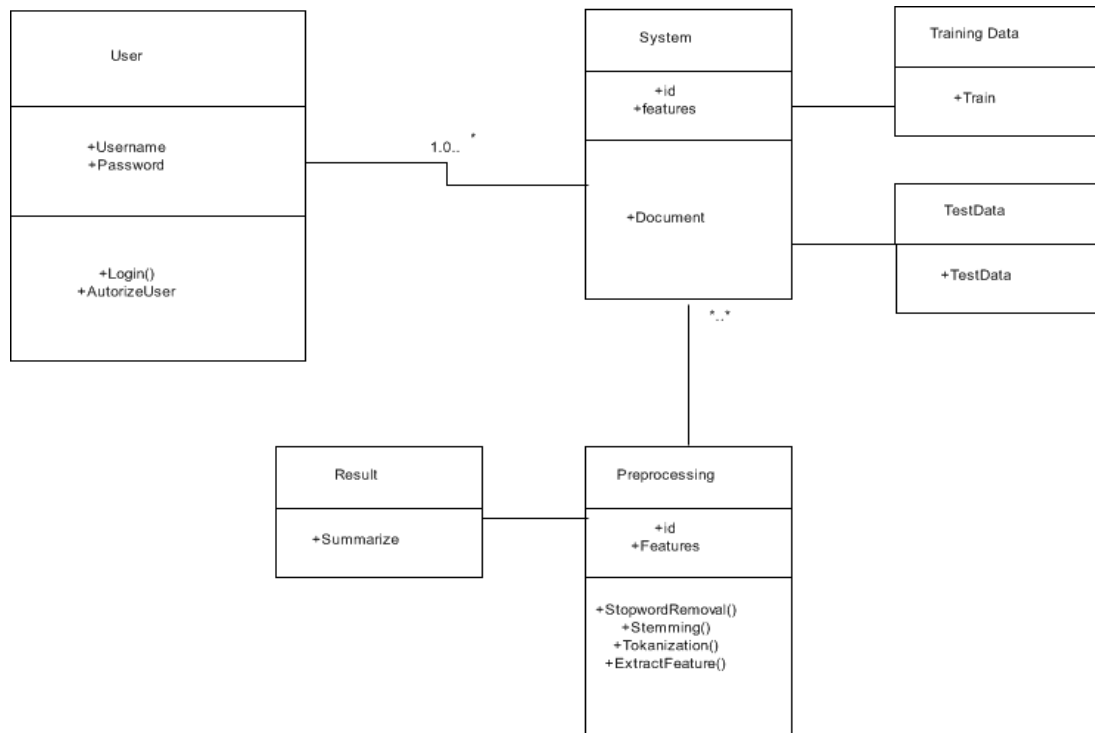 User
+Username
+Password
+Login()
+AutorizeUser
1.0.. *
System
+id
+features
+Document
Training Data
+Train
TestData
+TestData
*..*
Result
+Summarize
Preprocessing
+id
+Features
+StopwordRemoval()
+Stemming()
+Tokanization()
+ExtractFeature()